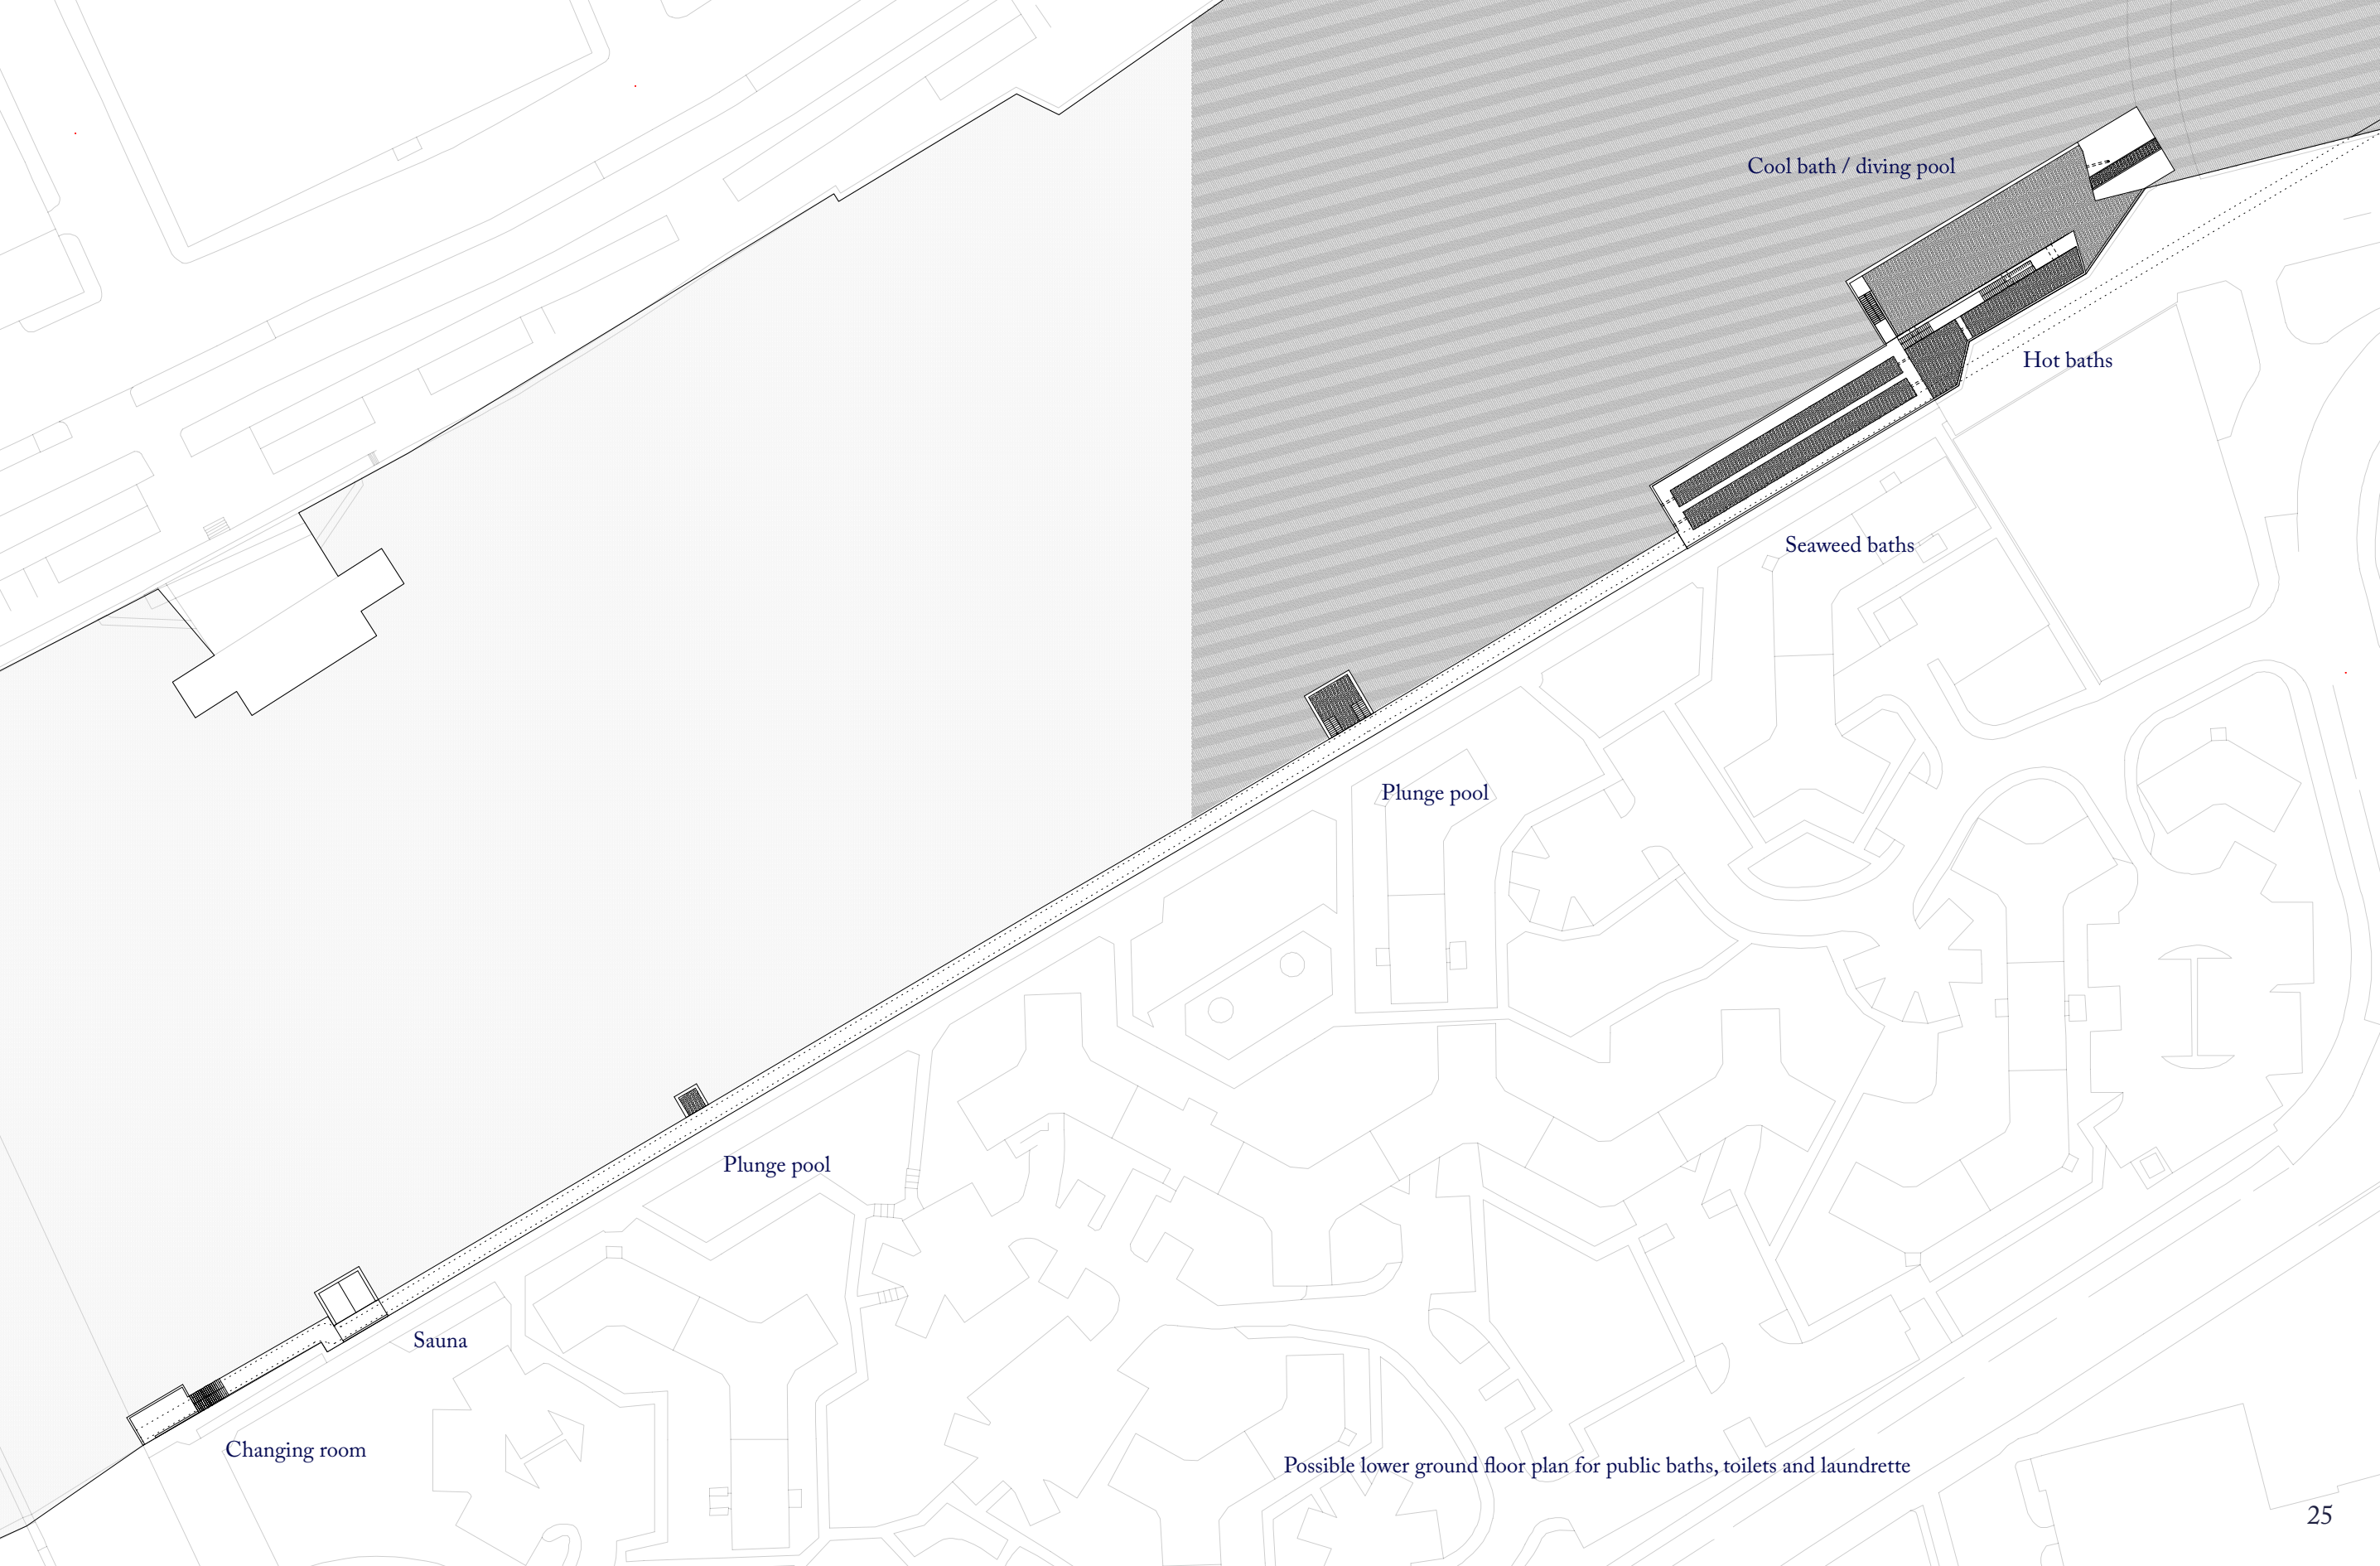 Cool bath / diving pool
Hot baths
Seaweed baths
Plunge pool
Plunge pool
Sauna
Changing room
Possible lower ground floor plan for public baths, toilets and laundrette
25